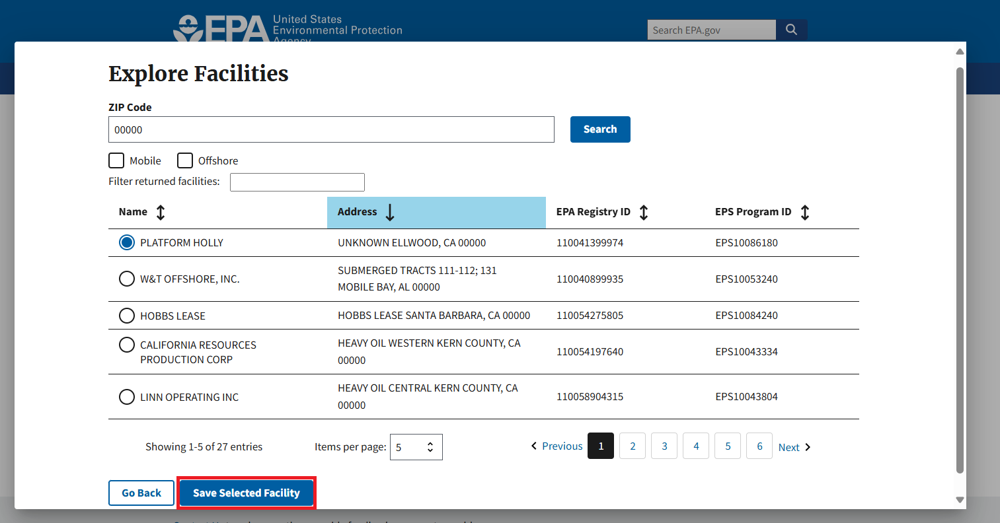 EPA
United States
Environmental Protection
Agency
Search EPA.gov
Explore Facilities
ZIP Code
00000
Search
Mobile
Offshore
Filter returned facilities:
Name
Address
EPA Registry ID
EPS Program ID
PLATFORM HOLLY
UNKNOWN ELLWOOD, CA 00000
110041399974
EPS10086180
W&T OFFSHORE, INC.
SUBMERGED TRACTS 111-112; 131
MOBILE BAY, AL 00000
110040899935
EPS10053240
HOBBS LEASE
HOBBS LEASE SANTA BARBARA, CA 00000
110054275805
EPS10084240
CALIFORNIA RESOURCES
PRODUCTION CORP
HEAVY OIL WESTERN KERN COUNTY, CA
00000
110054197640
EPS10043334
LINN OPERATING INC
HEAVY OIL CENTRAL KERN COUNTY, CA
00000
110058904315
EPS10043804
Showing 1-5 of 27 entries
Items per page:
5
Previous
1
2
3
4
5
6
Next
Go Back
Save Selected Facility